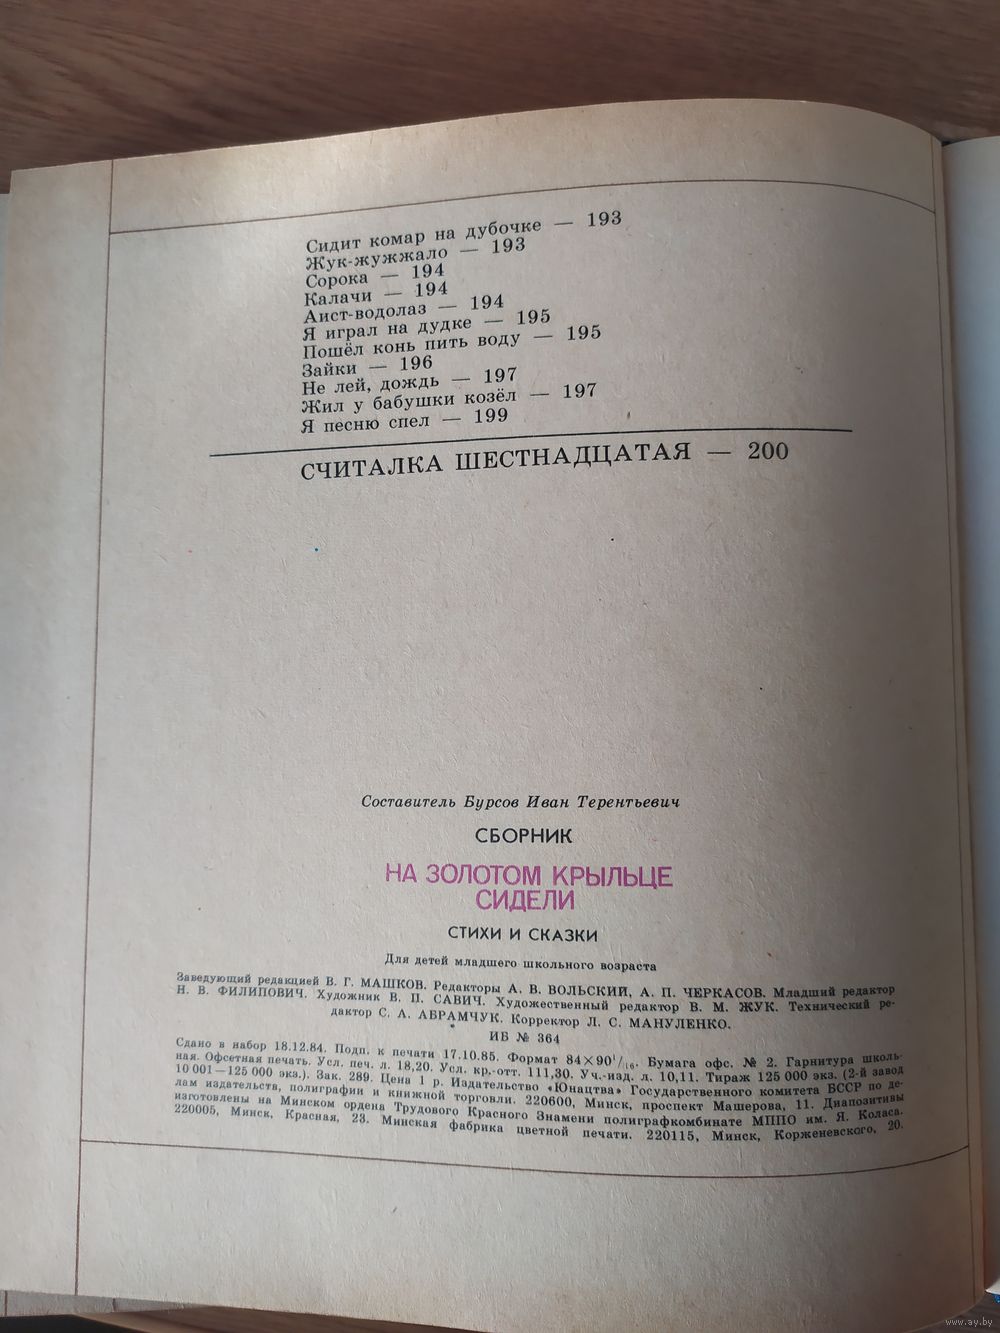 Сидит комар на дубочке — 193
Жук-жужжало — 193
Сорока — 194
Калачи — 194
Аист-водолаз — 194
Я играл на дудке — 195
Пошёл конь пить воду — 195
Зайки — 196
Не лей, дождь — 197
Жил у бабушки козёл — 197
Я песню спел — 199
СЧИТАЛКА ШЕСТНАДЦАТАЯ — 200
Составитель Бурсов Иван Терентьевич
СБОРНИК
НА ЗОЛОТОМ КРЫЛЬЦЕ
СИДЕЛИ
СТИХИ И СКАЗКИ
Для детей младшего школьного возраста
Заведующий редакцией В. Г. МАШКОВ. Редакторы А. В. ВОЛЬСКИЙ, А. П. ЧЕРКАСОВ. Младший редактор
Н. В. ФИЛИПОВИЧ. Художник В. П. САВИЧ. Художественный редактор В. М. ЖУК. Технический ре-
дактор С. А. АБРАМЧУК. Корректор Л. С. МАНУЛЕНКО.
ИБ № 364
Сдано в набор 18.12.84. Подп. к печати 17.10.85. Формат 84×90¹/₁₆. Бумага офс. № 2. Гарнитура школь-
ная. Офсетная печать. Усл. печ. л. 18,20. Усл. кр.-отт. 111,30. Уч.-изд. л. 10,11. Тираж 125 000 экз. (2-й завод
10 001—125 000 экз.). Зак. 289. Цена 1 р. Издательство «Юнацтва» Государственного комитета БССР по де-
лам издательств, полиграфии и книжной торговли. 220600, Минск, проспект Машерова, 11. Диапозитивы
изготовлены на Минском ордена Трудового Красного Знамени полиграфкомбинате МППО им. Я. Коласа.
220005, Минск, Красная, 23. Минская фабрика цветной печати. 220115, Минск, Корженевского, 20.
www.ay.by